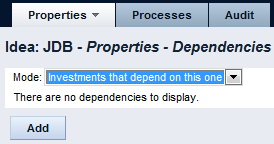 Properties Processes Audit
Idea: JDB - Properties - Dependencies
Mode: Investments that depend on this one
There are no dependencies to display.
Add